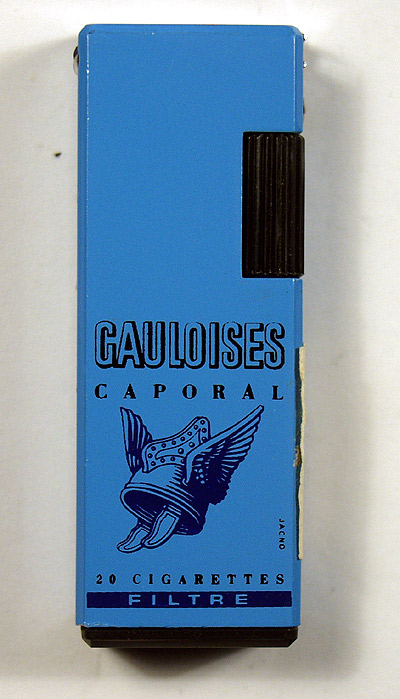 GAULOISES
CAPORAL
JACNO
20 CIGARETTES
FILTRE